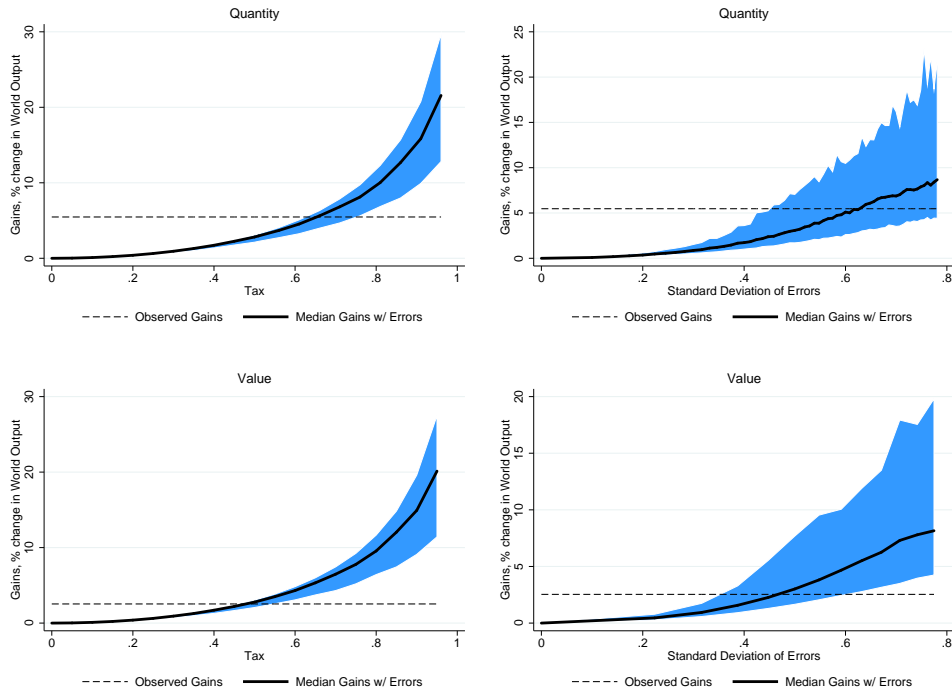 Quantity
Gains, % change in World Output
30
20
10
0
0 .2 .4 .6 .8 1
Tax
Observed Gains Median Gains w/ Errors
Quantity
Gains, % change in World Output
25
20
15
10
5
0
0 .2 .4 .6 .8
Standard Deviation of Errors
Observed Gains Median Gains w/ Errors
Value
Gains, % change in World Output
30
20
10
0
0 .2 .4 .6 .8 1
Tax
Observed Gains Median Gains w/ Errors
Value
Gains, % change in World Output
20
15
10
5
0
0 .2 .4 .6 .8
Standard Deviation of Errors
Observed Gains Median Gains w/ Errors